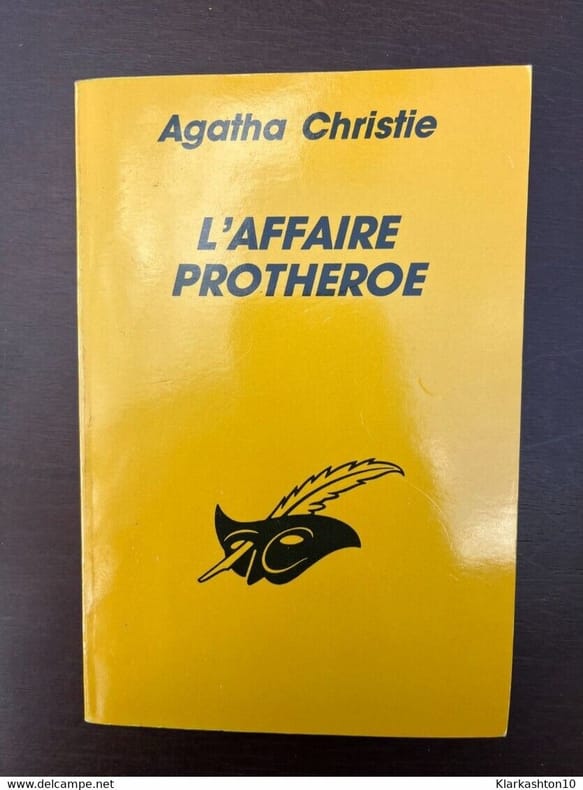 Agatha Christie
L'AFFAIRE
PROTHEROE
www.delcampe.net
Klarkashton10